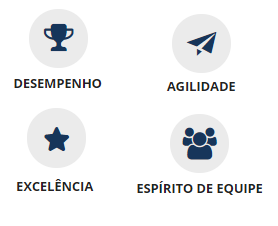 DESEMPENHO
AGILIDADE
EXCELÊNCIA
ESPÍRITO DE EQUIPE